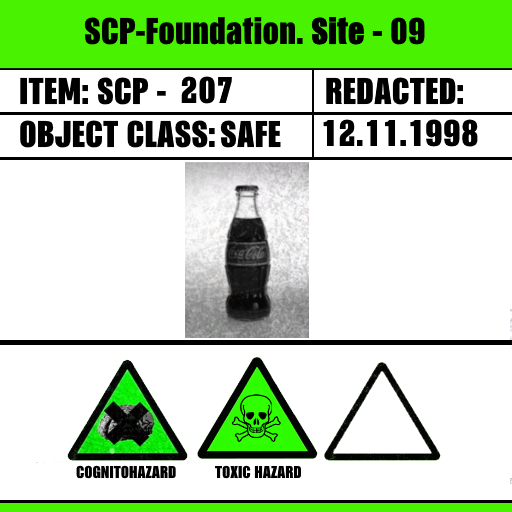 SCP-Foundation. Site - 09
ITEM: SCP - 207
REDACTED:
OBJECT CLASS: SAFE
12.11.1998
Coca-Cola
COGNITOHAZARD
TOXIC HAZARD